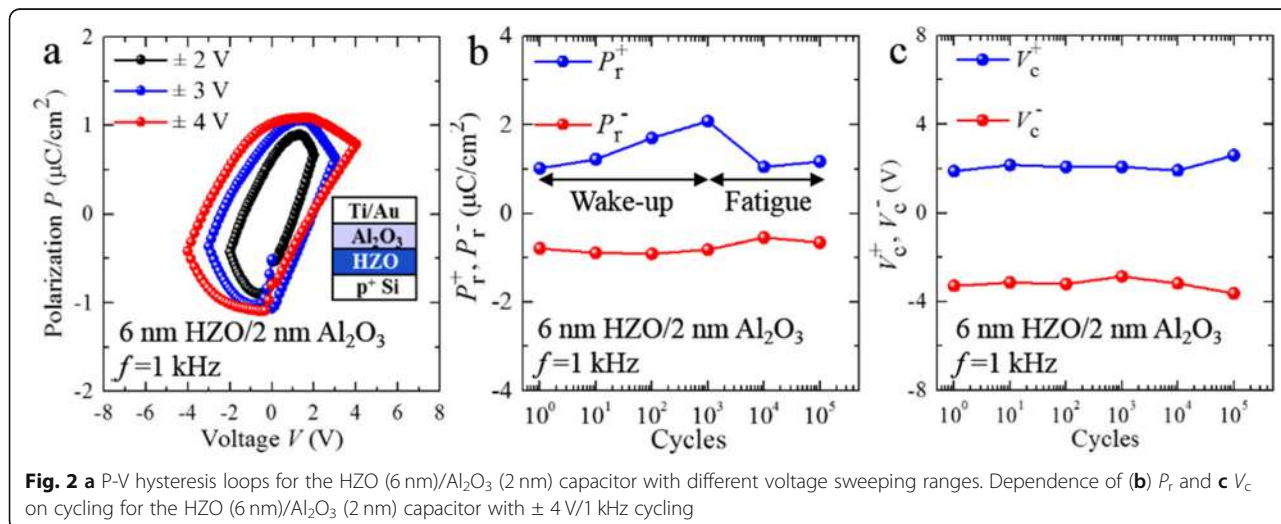 a
± 2 V
± 3 V
± 4 V
Polarization P (μC/cm²)
2
1
0
-1
-2
-8 -6 -4 -2 0 2 4 6 8
Voltage V (V)
Ti/Au
Al₂O₃
HZO
p⁺ Si
6 nm HZO/2 nm Al₂O₃
f=1 kHz
b
Pᵣ⁺
Pᵣ⁻
Pᵣ⁺, Pᵣ⁻ (μC/cm²)
4
2
0
-2
-4
Wake-up Fatigue
6 nm HZO/2 nm Al₂O₃
f=1 kHz
10⁰ 10¹ 10² 10³ 10⁴ 10⁵
Cycles
c
V_c⁺
V_c⁻
V_c⁺, V_c⁻ (V)
8
4
0
-4
-8
6 nm HZO/2 nm Al₂O₃
f=1 kHz
10⁰ 10¹ 10² 10³ 10⁴ 10⁵
Cycles
Fig. 2 a P-V hysteresis loops for the HZO (6 nm)/Al₂O₃ (2 nm) capacitor with different voltage sweeping ranges. Dependence of (b) Pᵣ and c V_c
on cycling for the HZO (6 nm)/Al₂O₃ (2 nm) capacitor with ± 4 V/1 kHz cycling